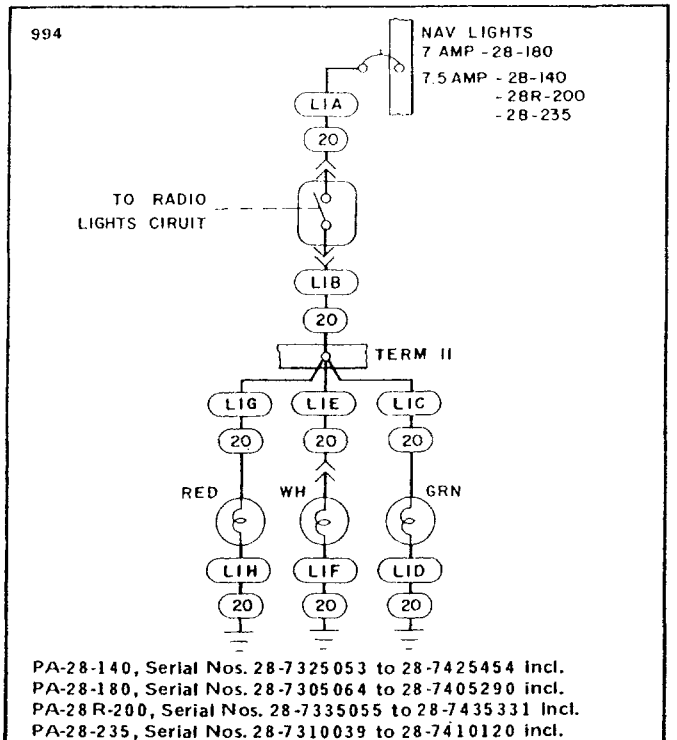 994
NAV LIGHTS
7 AMP -28-180
7.5 AMP - 28-140
-28R-200
-28-235
L1A
20
TO RADIO
LIGHTS CIRUIT
L1B
20
TERM II
L1G L1E L1C
20 20 20
RED WH GRN
L1H L1F L1D
20 20 20
PA-28-140, Serial Nos. 28-7325053 to 28-7425454 incl.
PA-28-180, Serial Nos. 28-7305064 to 28-7405290 incl.
PA-28R-200, Serial Nos. 28-7335055 to 28-7435331 Incl.
PA-28-235, Serial Nos. 28-7310039 to 28-7410120 incl.